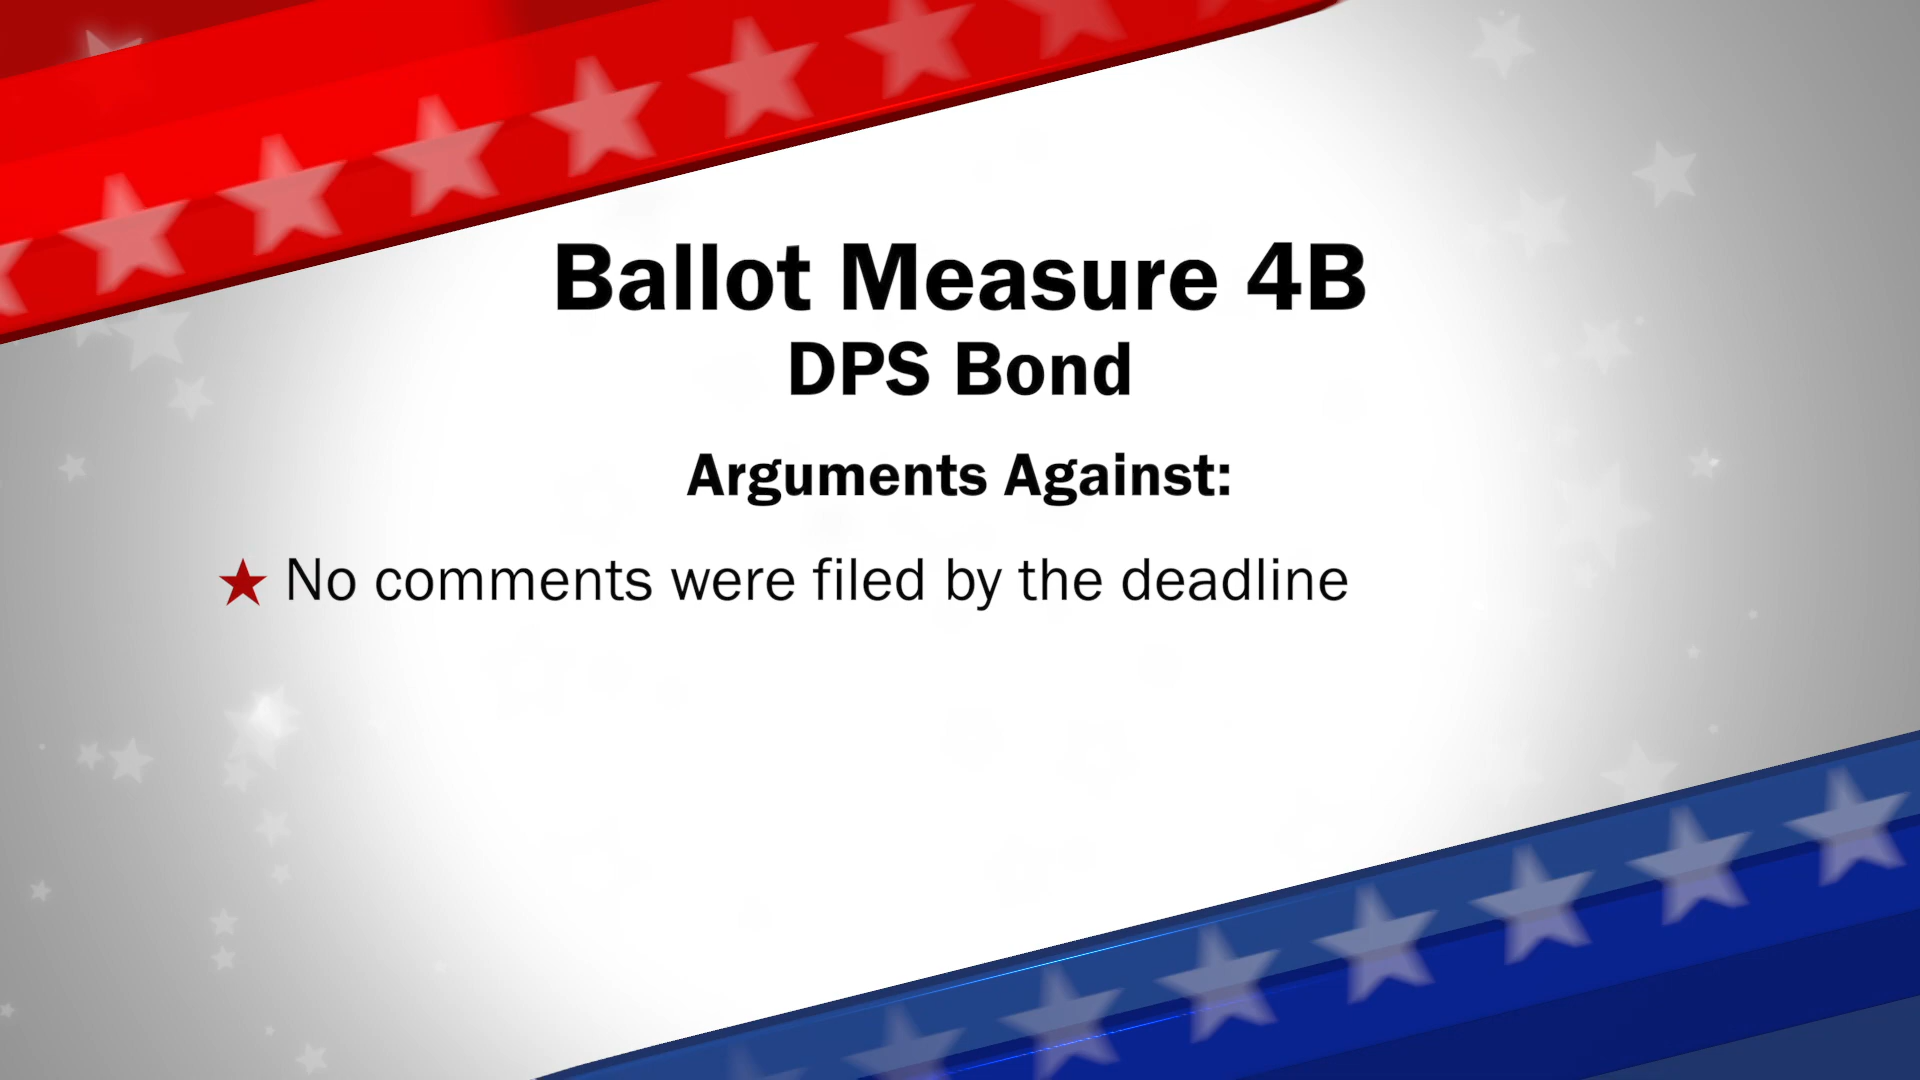 Ballot Measure 4B
DPS Bond
Arguments Against:
No comments were filed by the deadline